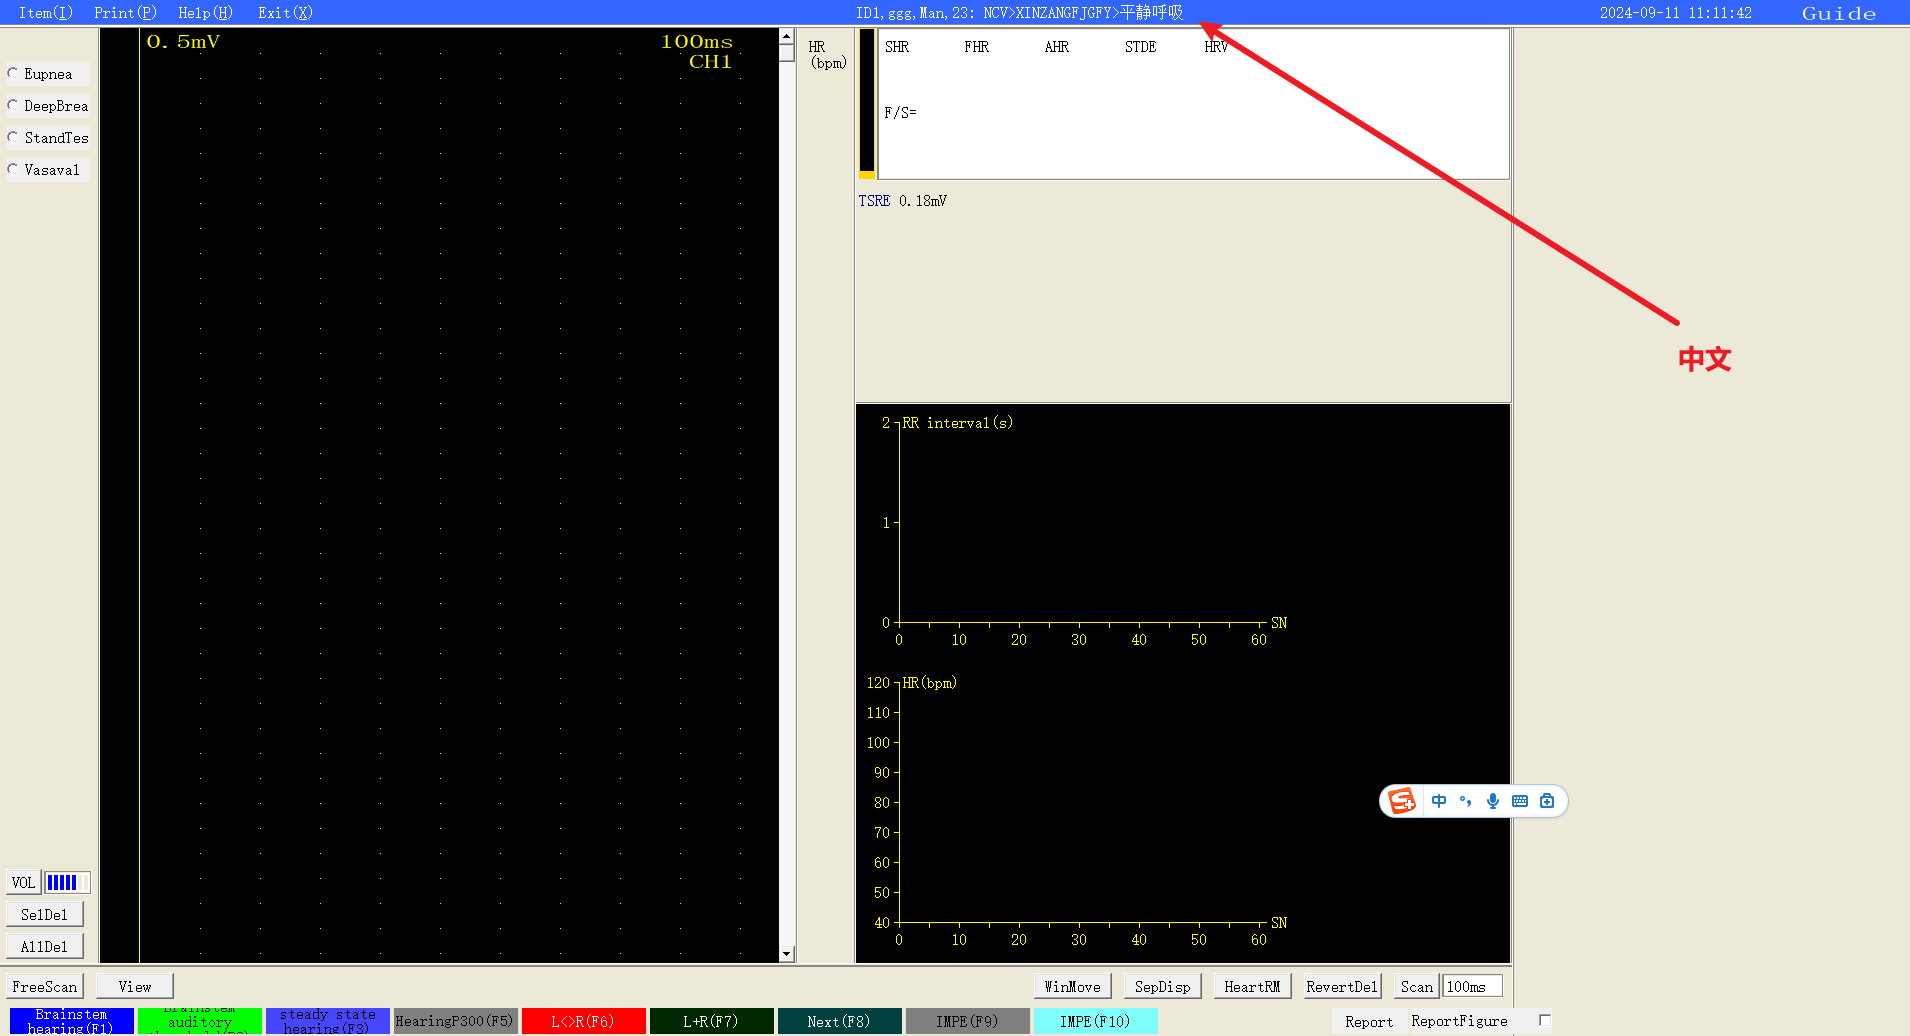 Item(I) Print(P) Help(H) Exit(X)
ID1,ggg,Man,23: NCV>XINZANGFJGFY>平静呼吸
2024-09-11 11:11:42
Guide
Eupnea
DeepBrea
StandTes
Vasaval
0.5mV
100ms
CH1
HR
(bpm)
SHR FHR AHR STDE HRV
F/S=
TSRE 0.18mV
中文
RR interval(s)
2
1
0
SN
0 10 20 30 40 50 60
HR(bpm)
120
110
100
90
80
70
60
50
40
SN
0 10 20 30 40 50 60
中
VOL
SelDel
AllDel
FreeScan View WinMove SepDisp HeartRM RevertDel Scan 100ms
Brainstem
hearing(F1)
auditory
steady state
hearing(F3)
HearingP300(F5)
L<>R(F6)
L+R(F7)
Next(F8)
IMPE(F9)
IMPE(F10)
Report
ReportFigure